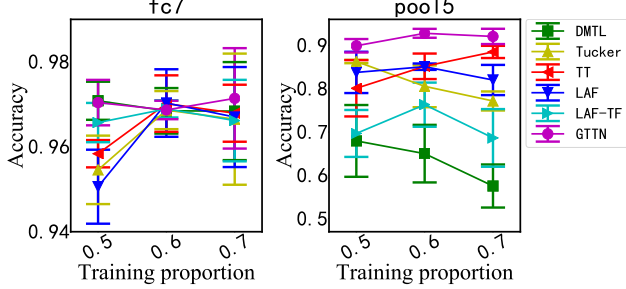 fc7
0.98
0.96
0.94
Accuracy
0.5
0.6
0.7
Training proportion
pool5
0.9
0.8
0.7
0.6
0.5
Accuracy
0.5
0.6
0.7
Training proportion
DMTL
Tucker
TT
LAF
LAF-TF
GTTN